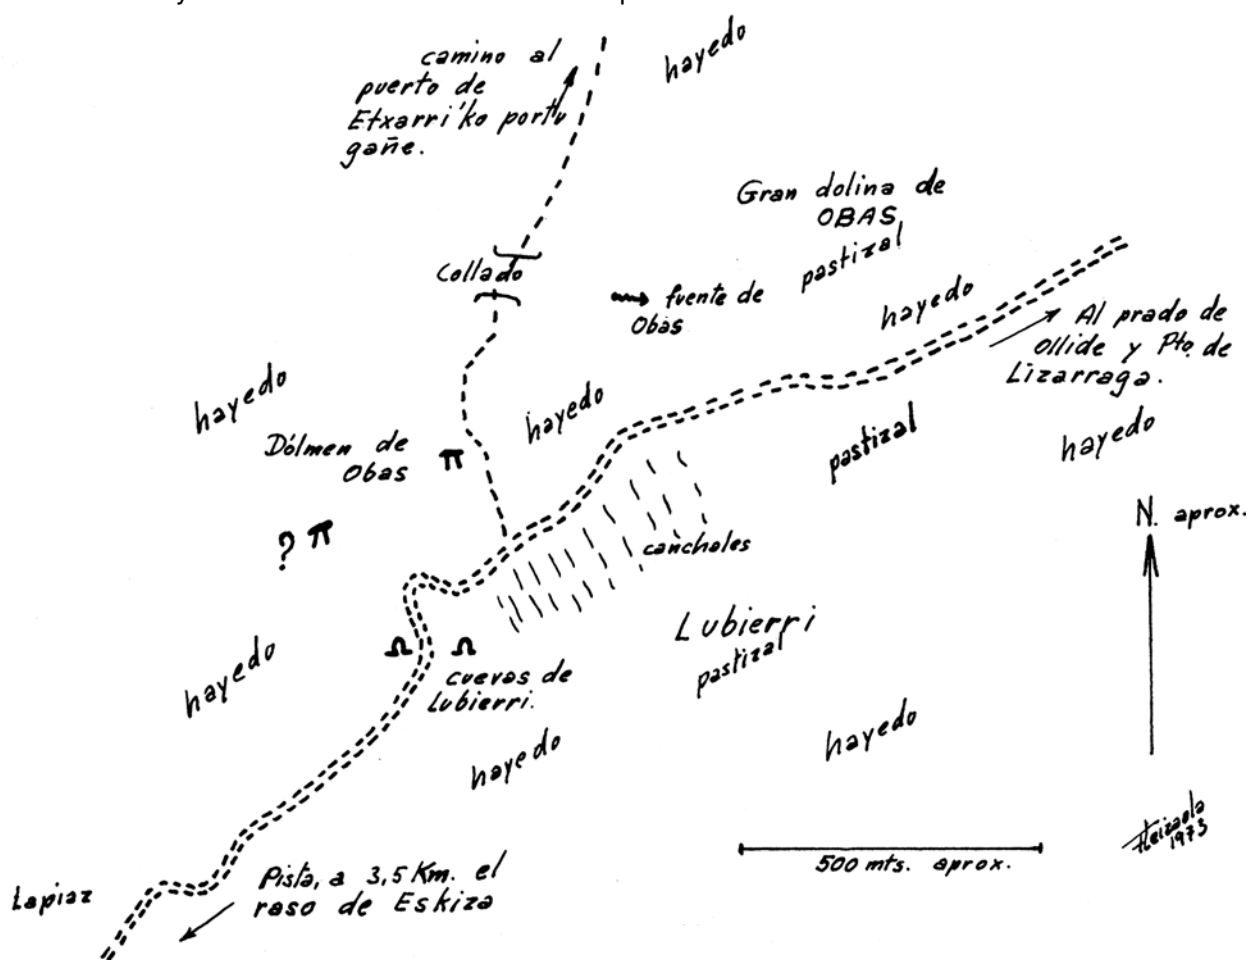 hayedo
camino al
puerto de
Etxarri'ko portu
gañe.
Gran dolina de
OBAS
pastizal
Collado
fuente de
Obas
hayedo
Al prado de
Ollide y Pto. de
Lizarraga.
hayedo
hayedo
Dólmen de
Obas
pastizal
hayedo
N. aprox.
?
canchales
Lubierri
pastizal
hayedo
cuevas de
Lubierri.
hayedo
hayedo
1973
500 mts. aprox.
Pista, a 3,5 Km. el
raso de Eskiza
Lapiaz